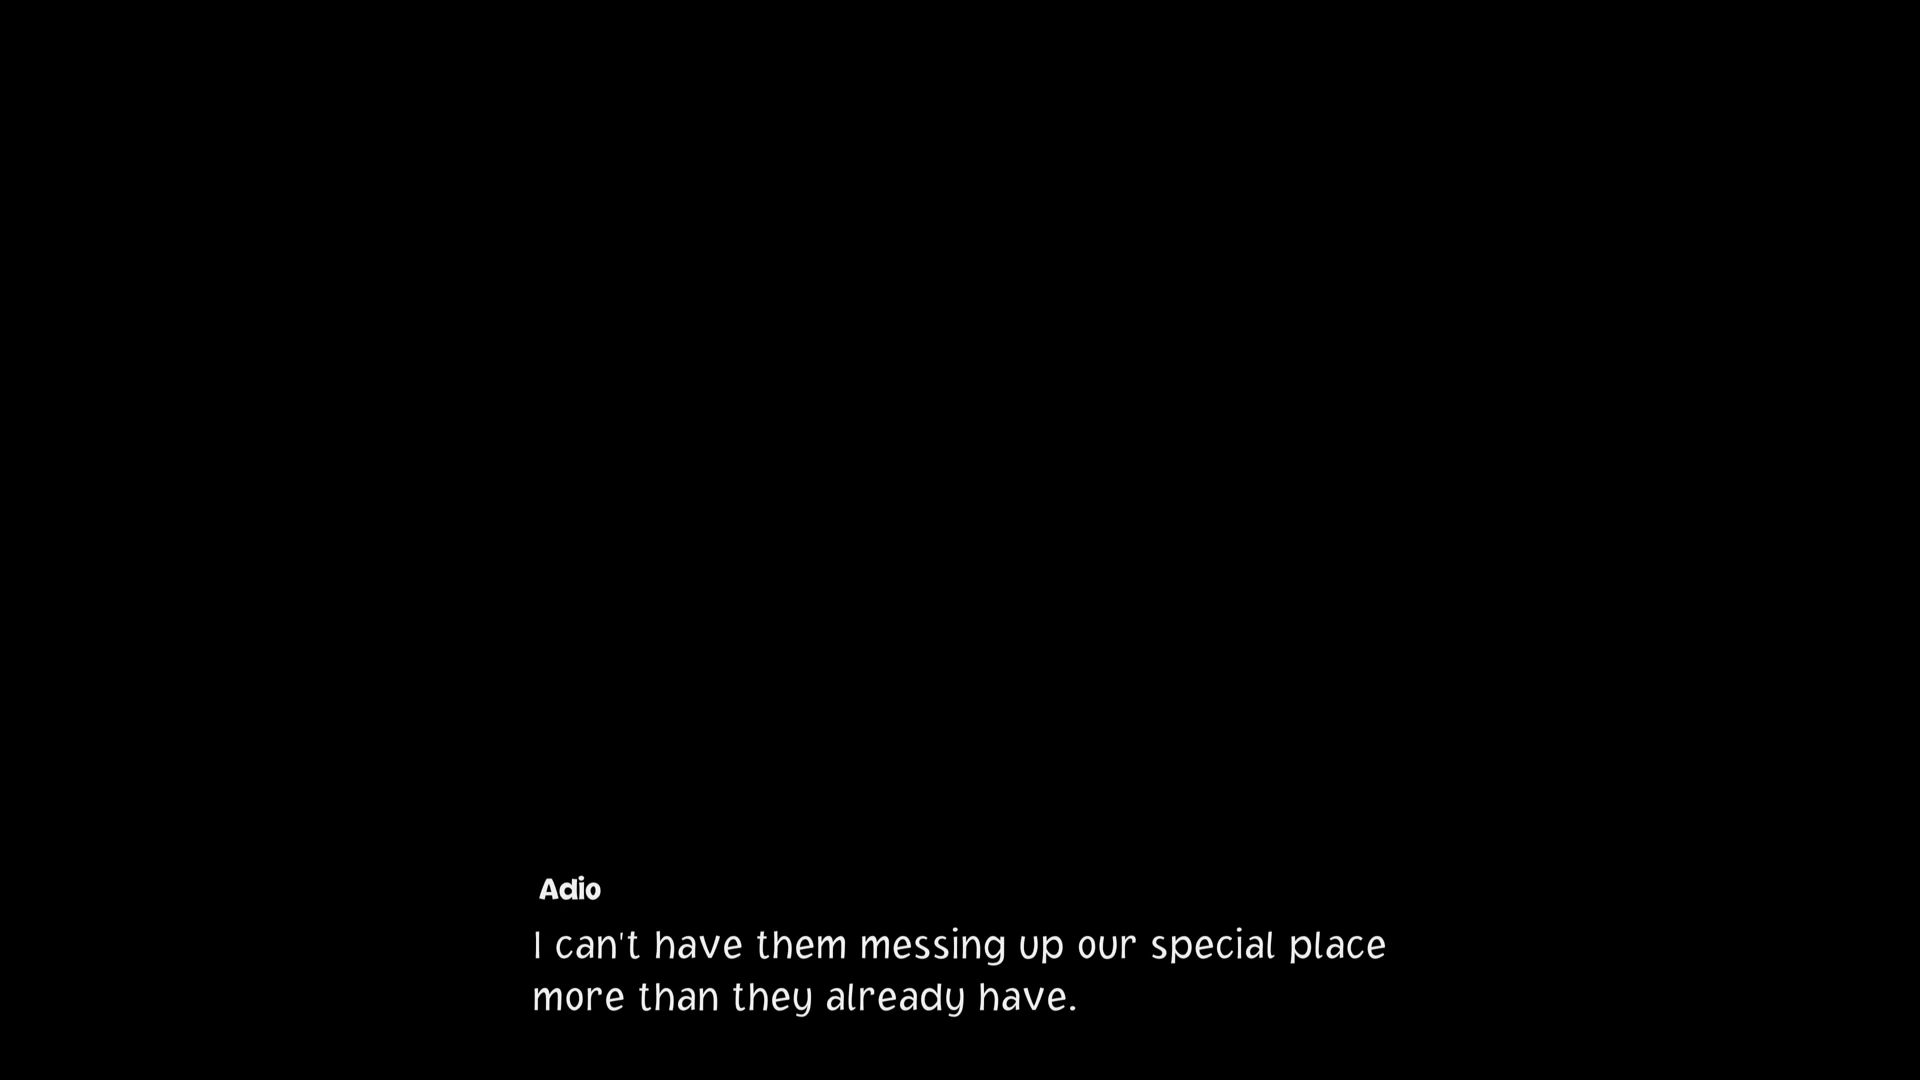 Adio
I can't have them messing up our special place
more than they already have.